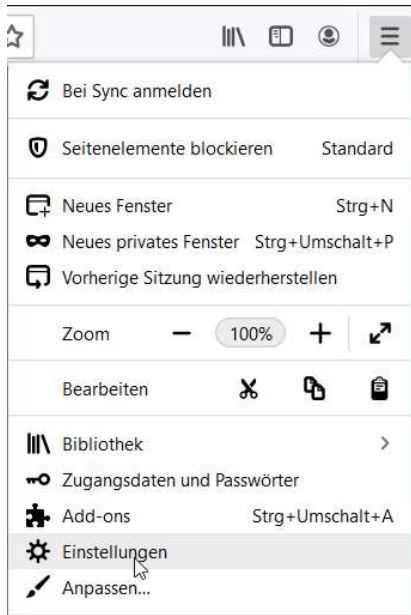 Bei Sync anmelden
Seitenelemente blockieren Standard
Neues Fenster Strg+N
Neues privates Fenster Strg+Umschalt+P
Vorherige Sitzung wiederherstellen
Zoom 100%
Bearbeiten
Bibliothek
Zugangsdaten und Passwörter
Add-ons Strg+Umschalt+A
Einstellungen
Anpassen...